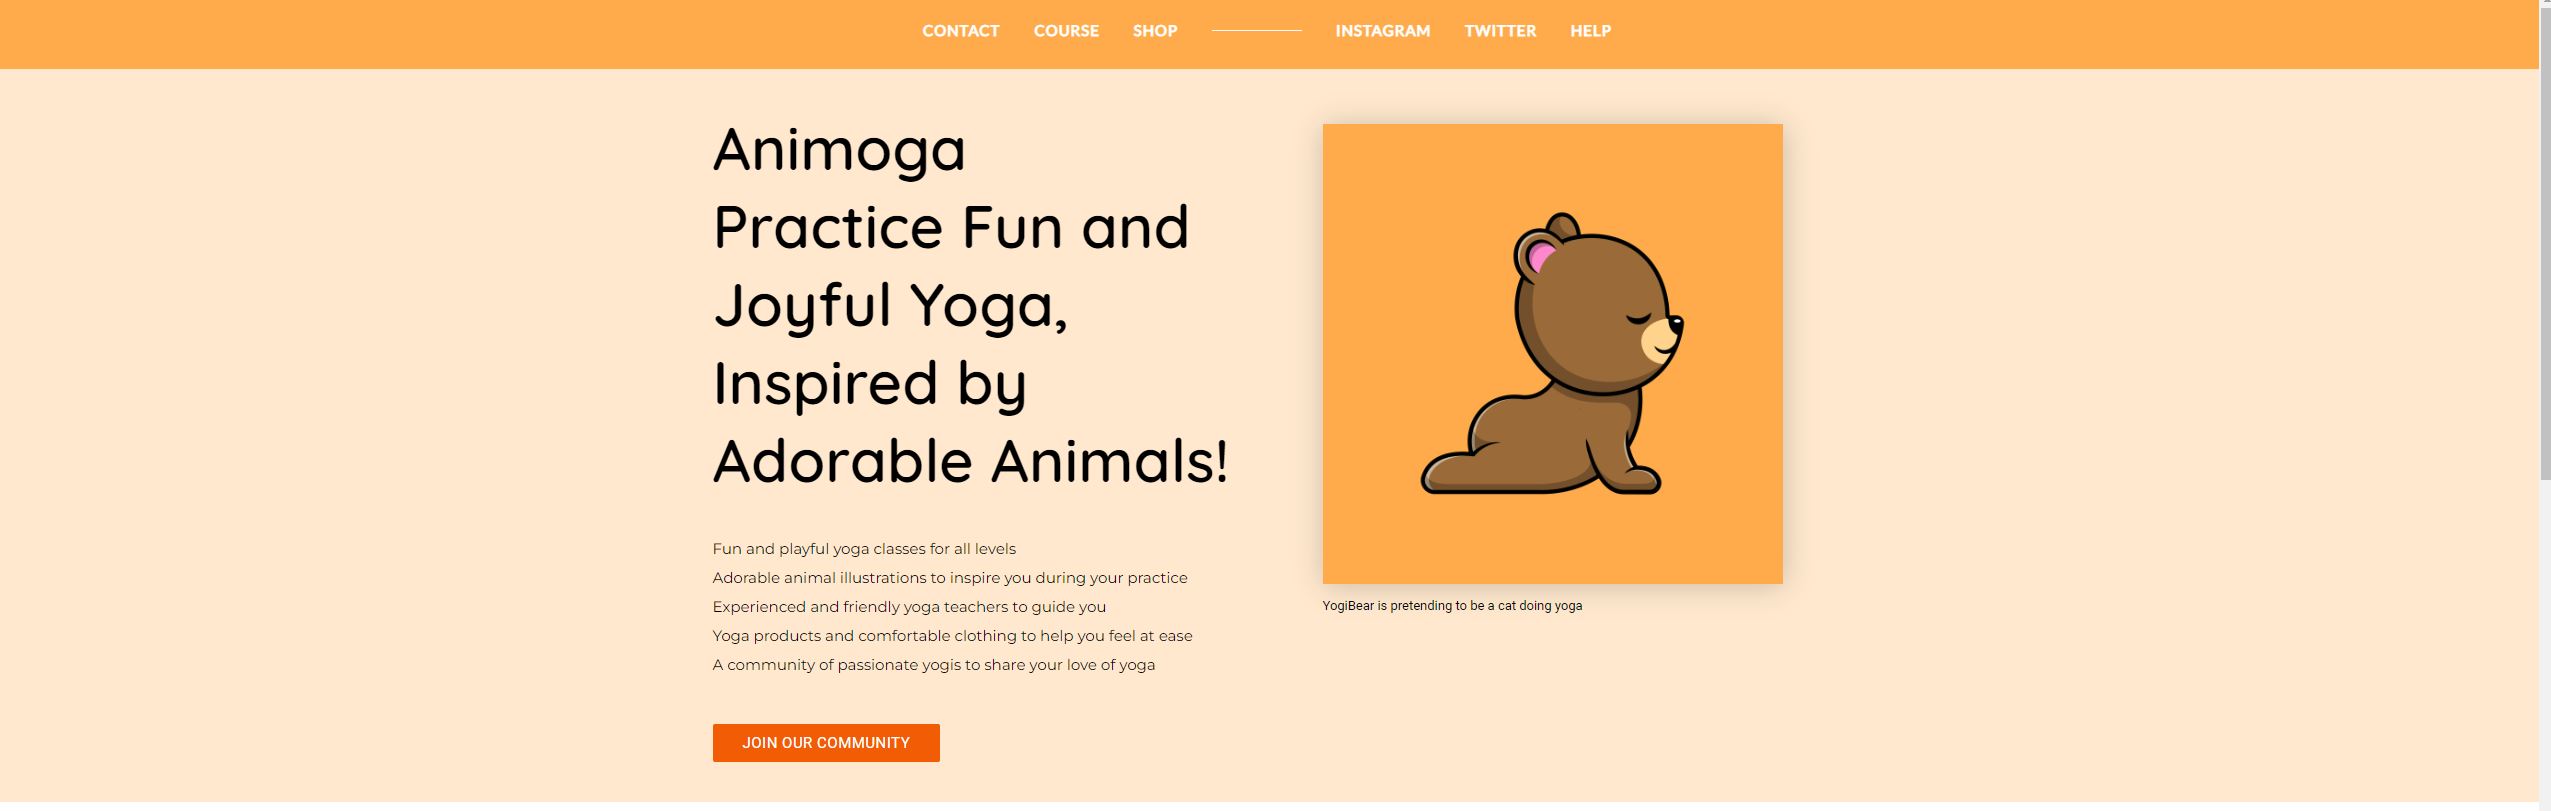 CONTACT COURSE SHOP INSTAGRAM TWITTER HELP
Animoga
Practice Fun and
Joyful Yoga,
Inspired by
Adorable Animals!
Fun and playful yoga classes for all levels
Adorable animal illustrations to inspire you during your practice
Experienced and friendly yoga teachers to guide you
Yoga products and comfortable clothing to help you feel at ease
A community of passionate yogis to share your love of yoga
JOIN OUR COMMUNITY
YogiBear is pretending to be a cat doing yoga